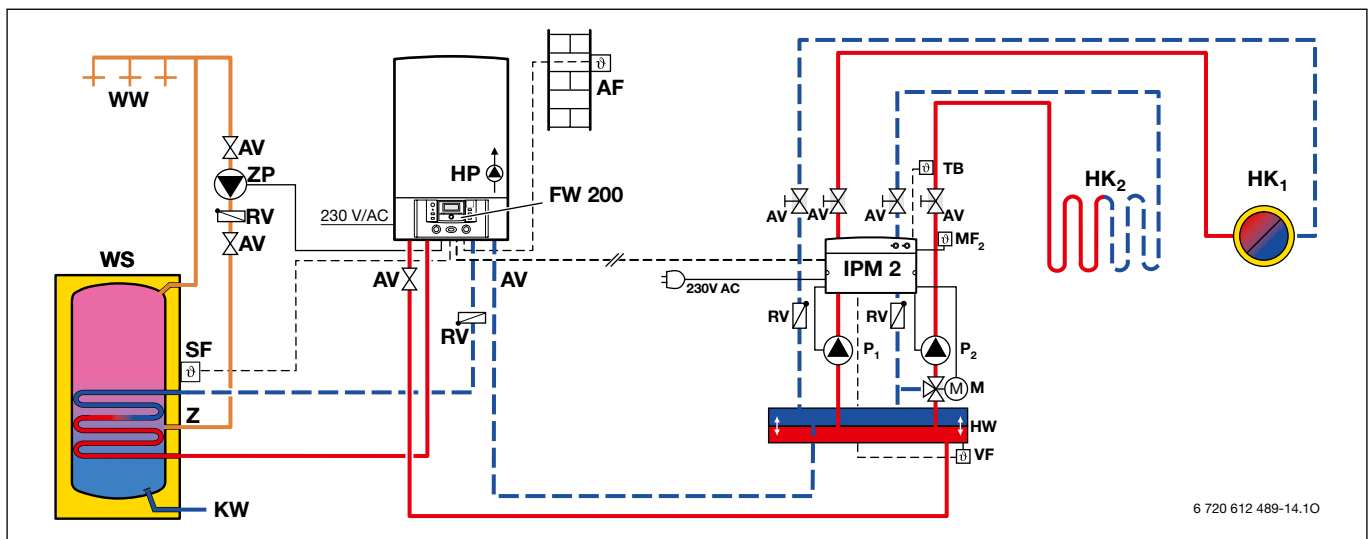 WW
AV
ZP
RV
AV
WS
SF
ϑ
Z
KW
230 V/AC
HP
FW 200
ϑ
AF
AV
AV
RV
230V AC
IPM 2
AV
AV
AV
AV
ϑ TB
ϑ MF₂
RV
RV
P₁
P₂
M M
HW
ϑ VF
HK₂
HK₁
6 720 612 489-14.1O